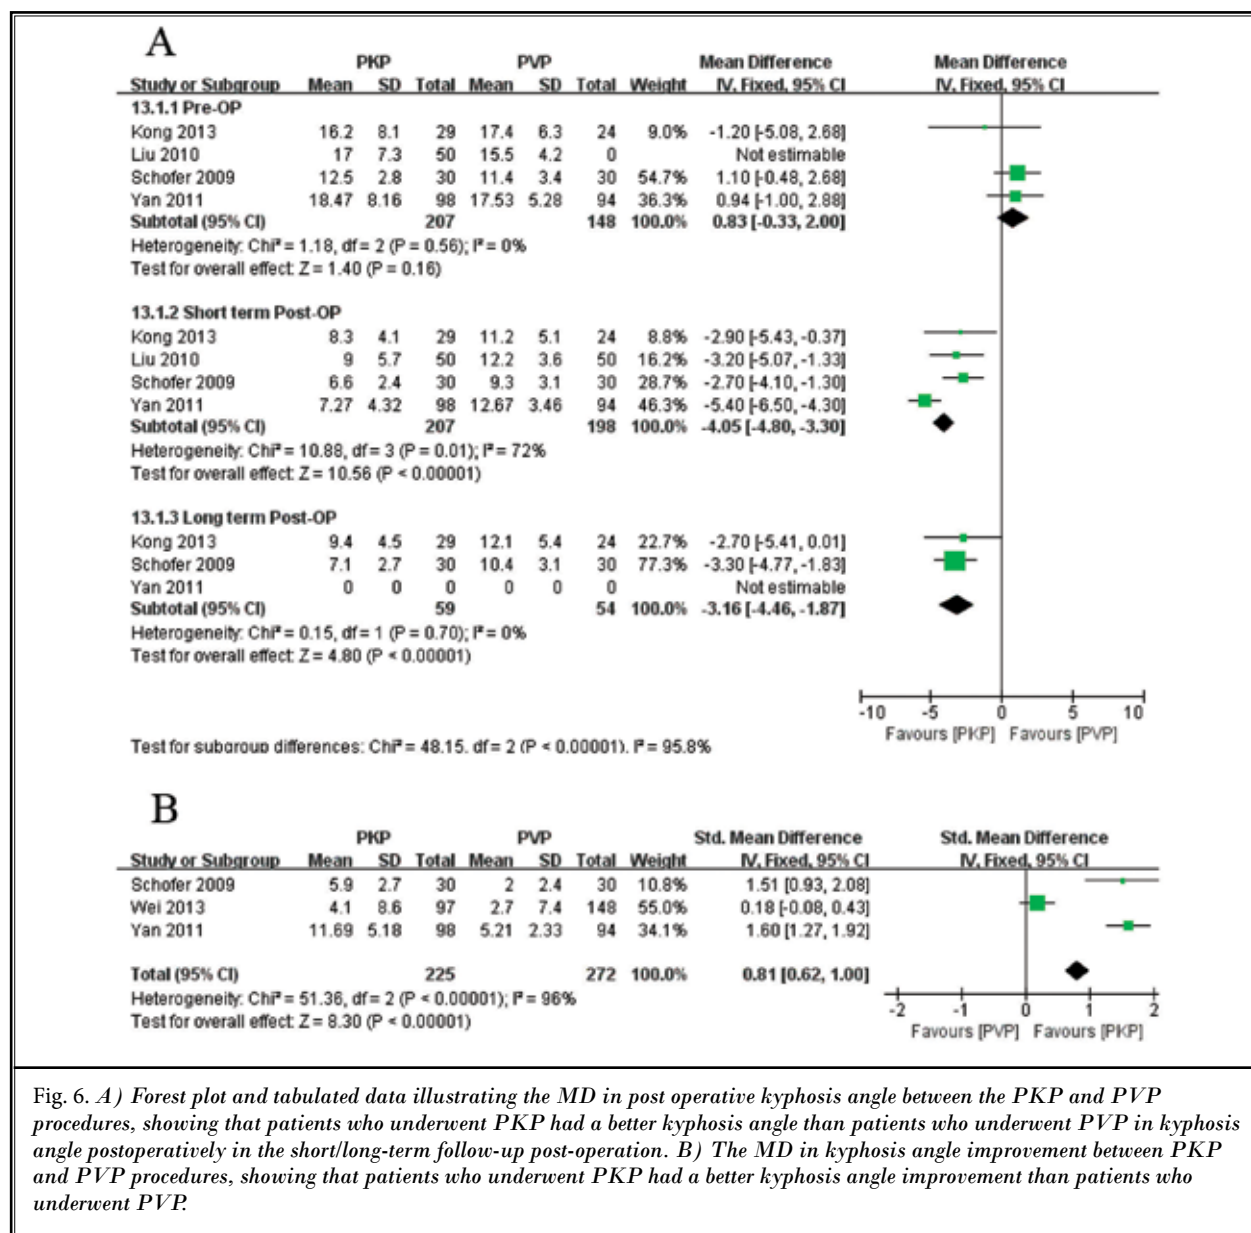 A
PKP PVP Mean Difference Mean Difference
Study or Subgroup Mean SD Total Mean SD Total Weight IV, Fixed, 95% CI IV, Fixed, 95% CI
13.1.1 Pre-OP
Kong 2013 16.2 8.1 29 17.4 6.3 24 9.0% -1.20 [-5.08, 2.68]
Liu 2010 17 7.3 50 15.5 4.2 0 Not estimable
Schofer 2009 12.5 2.8 30 11.4 3.4 30 54.7% 1.10 [-0.48, 2.68]
Yan 2011 18.47 8.16 98 17.53 5.28 94 36.3% 0.94 [-1.00, 2.88]
Subtotal (95% CI) 207 148 100.0% 0.83 [-0.33, 2.00]
Heterogeneity: Chi² = 1.18, df = 2 (P = 0.56); I² = 0%
Test for overall effect: Z = 1.40 (P = 0.16)
13.1.2 Short term Post-OP
Kong 2013 8.3 4.1 29 11.2 5.1 24 8.8% -2.90 [-5.43, -0.37]
Liu 2010 9 5.7 50 12.2 3.6 50 16.2% -3.20 [-5.07, -1.33]
Schofer 2009 6.6 2.4 30 9.3 3.1 30 28.7% -2.70 [-4.10, -1.30]
Yan 2011 7.27 4.32 98 12.67 3.46 94 46.3% -5.40 [-6.50, -4.30]
Subtotal (95% CI) 207 198 100.0% -4.05 [-4.80, -3.30]
Heterogeneity: Chi² = 10.88, df = 3 (P = 0.01); I² = 72%
Test for overall effect: Z = 10.56 (P < 0.00001)
13.1.3 Long term Post-OP
Kong 2013 9.4 4.5 29 12.1 5.4 24 22.7% -2.70 [-5.41, 0.01]
Schofer 2009 7.1 2.7 30 10.4 3.1 30 77.3% -3.30 [-4.77, -1.83]
Yan 2011 0 0 0 0 0 0 Not estimable
Subtotal (95% CI) 59 54 100.0% -3.16 [-4.46, -1.87]
Heterogeneity: Chi² = 0.15, df = 1 (P = 0.70); I² = 0%
Test for overall effect: Z = 4.80 (P < 0.00001)
-10 -5 0 5 10
Favours [PKP] Favours [PVP]
Test for subgroup differences: Chi² = 48.15. df = 2 (P < 0.00001). I² = 95.8%
B
PKP PVP Std. Mean Difference Std. Mean Difference
Study or Subgroup Mean SD Total Mean SD Total Weight IV, Fixed, 95% CI IV, Fixed, 95% CI
Schofer 2009 5.9 2.7 30 2 2.4 30 10.8% 1.51 [0.93, 2.08]
Wei 2013 4.1 8.6 97 2.7 7.4 148 55.0% 0.18 [-0.08, 0.43]
Yan 2011 11.69 5.18 98 5.21 2.33 94 34.1% 1.60 [1.27, 1.92]
Total (95% CI) 225 272 100.0% 0.81 [0.62, 1.00]
Heterogeneity: Chi² = 51.36, df = 2 (P < 0.00001); I² = 96%
Test for overall effect: Z = 8.30 (P < 0.00001)
-2 -1 0 1 2
Favours [PVP] Favours [PKP]
Fig. 6. A) Forest plot and tabulated data illustrating the MD in post operative kyphosis angle between the PKP and PVP
procedures, showing that patients who underwent PKP had a better kyphosis angle than patients who underwent PVP in kyphosis
angle postoperatively in the short/long-term follow-up post-operation. B) The MD in kyphosis angle improvement between PKP
and PVP procedures, showing that patients who underwent PKP had a better kyphosis angle improvement than patients who
underwent PVP.